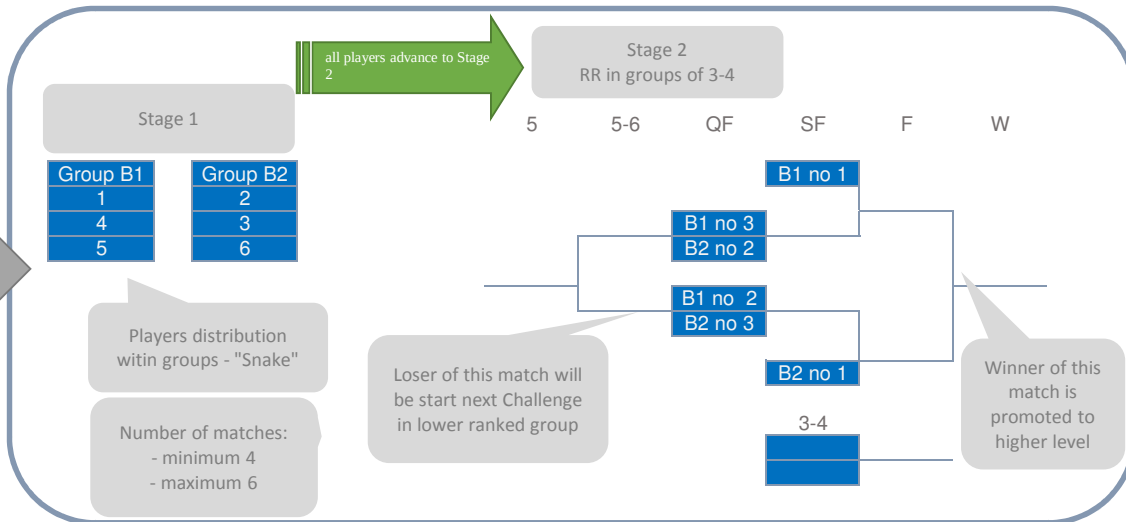 all players advance to Stage
2
Stage 2
RR in groups of 3-4
Stage 1
5
5-6
QF
SF
F
W
Group B1
1
4
5
Group B2
2
3
6
B1 no 1
B1 no 3
B2 no 2
B1 no 2
B2 no 3
B2 no 1
3-4
Players distribution
witin groups - "Snake"
Number of matches:
- minimum 4
- maximum 6
Loser of this match will
be start next Challenge
in lower ranked group
Winner of this
match is
promoted to
higher level